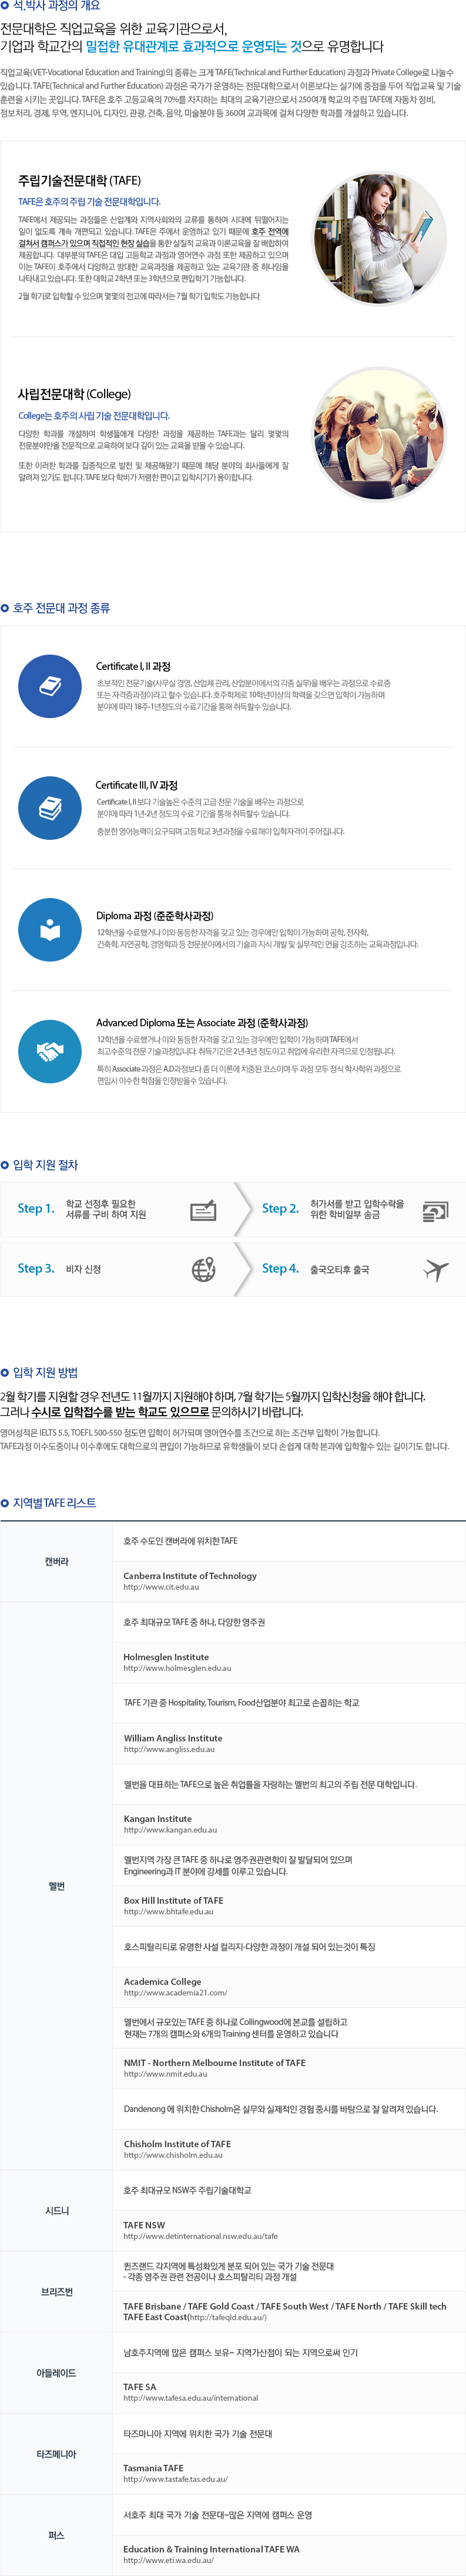 석.박사 과정의 개요
전문대학은 직업교육을 위한 교육기관으로서,
기업과 학교간의 밀접한 유대관계로 효과적으로 운영되는 것으로 유명합니다
직업교육(VET-Vocational Education and Training)의 종류는 크게 TAFE(Technical and Further Education) 과정과 Private College로 나눌수
있습니다. TAFE(Technical and Further Education) 과정은 국가가 운영하는 전문대학으로서 이론보다는 실기에 중점을 두어 직업교육 및 기술
훈련을 시키는 곳입니다. TAFE은 호주 고등교육의 70%를 차지하는 최대의 교육기관으로서 250여개 학교의 주립 TAFE에 자동차 정비,
정보처리, 경제, 무역, 엔지니어, 디자인, 관광, 건축, 음악, 미술분야 등 360여 교과목에 걸쳐 다양한 학과를 개설하고 있습니다.
주립기술전문대학 (TAFE)
TAFE은 호주의 주립 기술 전문대학입니다.
TAFE에서 제공되는 과정들은 산업계와 지역사회와의 교류를 통하여 시대에 뒤떨어지는
일이 없도록 계속 개편되고 있습니다. TAFE은 주에서 운영하고 있기 때문에 호주 전역에
걸쳐서 캠퍼스가 있으며 직접적인 현장 실습을 통한 실질적 교육과 이론교육을 잘 배합하여
제공합니다. 대부분의 TAFE은 대입 고등학교 과정과 영어연수 과정 또한 제공하고 있으며
이는 TAFE이 호주에서 다양하고 방대한 교육과정을 제공하고 있는 교육기관 중 하나임을
나타내고 있습니다. 또한 대학교 2학년 또는 3학년으로 편입학기 가능합니다.
2월 학기로 입학할 수 있으며 몇몇의 전고에 따라서는 7월 학기 입학도 가능합니다
사립전문대학 (College)
College는 호주의 사립 기술 전문대학입니다.
다양한 학과를 개설하여 학생들에게 다양한 과정을 제공하는 TAFE과는 달리 몇몇의
전문분야만을 전문적으로 교육하여 보다 깊이 있는 교육을 받을 수 있습니다.
또한 이러한 학과를 집중적으로 발전 및 제공해왔기 때문에 해당 분야의 회사들에게 잘
알려져 있기도 합니다. TAFE 보다 학비가 저렴한 편이고 입학시기가 용이합니다.
호주 전문대 과정 종류
Certificate I, II 과정
초보적인 전문기술(사무실 경영, 산업체 관리, 산업분야에서의 각종 실무)을 배우는 과정으로 수료증
또는 자격증과정이라고 할수 있습니다. 호주학제로 10학년이상의 학력을 갖으면 입학이 가능하며
분야에 따라 18주-1년정도의 수료기간을 통해 취득할수 있습니다.
Certificate III, IV 과정
Certificate I, II 보다 기술높은 수준의 고급 전문 기술을 배우는 과정으로
분야에 따라 1년-2년 정도의 수료 기간을 통해 취득할수 있습니다.
충분한 영어능력이 요구되며 고등학교 3년과정을 수료해야 입학자격이 주어집니다.
Diploma 과정 (준준학사과정)
12학년을 수료했거나 이와 동등한 자격을 갖고 있는 경우에만 입학이 가능하며 공학, 전자학,
건축학, 자연공학, 경영학과 등 전문분야에서의 기술과 지식 개발 및 실무적인 면을 강조하는 교육과정입니다.
Advanced Diploma 또는 Associate 과정 (준학사과정)
12학년을 수료했거나 이와 동등한 자격을 갖고 있는 경우에만 입학이 가능하며 TAFE에서
최고수준의 전문 기술과정입니다. 취득기간은 2년-3년 정도이고 취업에 유리한 자격으로 인정됩니다.
특히 Associate 과정은 A.D과정보다 좀 더 이론에 치중된 코스이며 두 과정 모두 정식 학사학위 과정으로
편입시 이수한 학점을 인정받을수 있습니다.
입학 지원 절차
Step 1. 학교 선정후 필요한
서류를 구비 하여 지원
Step 2. 허가서를 받고 입학수락을
위한 학비일부 송금
Step 3. 비자 신청
Step 4. 출국오티후 출국
입학 지원 방법
2월 학기를 지원할 경우 전년도 11월까지 지원해야 하며, 7월 학기는 5월까지 입학신청을 해야 합니다.
그러나 수시로 입학접수를 받는 학교도 있으므로 문의하시기 바랍니다.
영어성적은 IELTS 5.5, TOEFL 500-550 정도면 입학이 허가되며 영어연수를 조건으로 하는 조건부 입학이 가능합니다.
TAFE과정 이수도중이나 이수후에도 대학으로의 편입이 가능하므로 유학생들이 보다 손쉽게 대학 본과에 입학할수 있는 길이기도 합니다.
지역별 TAFE 리스트
캔버라
호주 수도인 캔버라에 위치한 TAFE
Canberra Institute of Technology
http://www.cit.edu.au
멜번
호주 최대규모 TAFE 중 하나, 다양한 영주권
Holmesglen Institute
http://www.holmesglen.edu.au
TAFE 기관 중 Hospitality, Tourism, Food산업분야 최고로 손꼽히는 학교
William Angliss Institute
http://www.angliss.edu.au
멜번을 대표하는 TAFE으로 높은 취업률을 자랑하는 멜번의 최고의 주립 전문 대학입니다.
Kangan Institute
http://www.kangan.edu.au
멜번지역 가장 큰 TAFE 중 하나로 영주권관련학이 잘 발달되어 있으며
Engineering과 IT 분야에 강세를 이루고 있습니다.
Box Hill Institute of TAFE
http://www.bhtafe.edu.au
호스피탈리티로 유명한 사설 컬리지-다양한 과정이 개설 되어 있는것이 특징
Academica College
http://www.academia21.com/
멜번에서 규모있는 TAFE 중 하나로 Collingwood에 본교를 설립하고
현재는 7개의 캠퍼스와 6개의 Training 센터를 운영하고 있습니다
NMIT - Northern Melbourne Institute of TAFE
http://www.nmit.edu.au
Dandenong 에 위치한 Chisholm은 실무와 실제적인 경험 중시를 바탕으로 잘 알려져 있습니다.
Chisholm Institute of TAFE
http://www.chisholm.edu.au
시드니
호주 최대규모 NSW주 주립기술대학교
TAFE NSW
http://www.detinternational.nsw.edu.au/tafe
브리즈번
퀸즈랜드 각지역에 특성화있게 분포 되어 있는 국가 기술 전문대
- 각종 영주권 관련 전공이나 호스피탈리티 과정 개설
TAFE Brisbane / TAFE Gold Coast / TAFE South West / TAFE North / TAFE Skill tech
TAFE East Coast(http://tafeqld.edu.au/)
아들레이드
남호주지역에 많은 캠퍼스 보유- 지역가산점이 되는 지역으로써 인기
TAFE SA
http://www.tafesa.edu.au/international
타즈메니아
타즈마니아 지역에 위치한 국가 기술 전문대
Tasmania TAFE
http://www.tastafe.tas.edu.au/
퍼스
서호주 최대 국가 기술 전문대-많은 지역에 캠퍼스 운영
Education & Training International TAFE WA
http://www.eti.wa.edu.au/